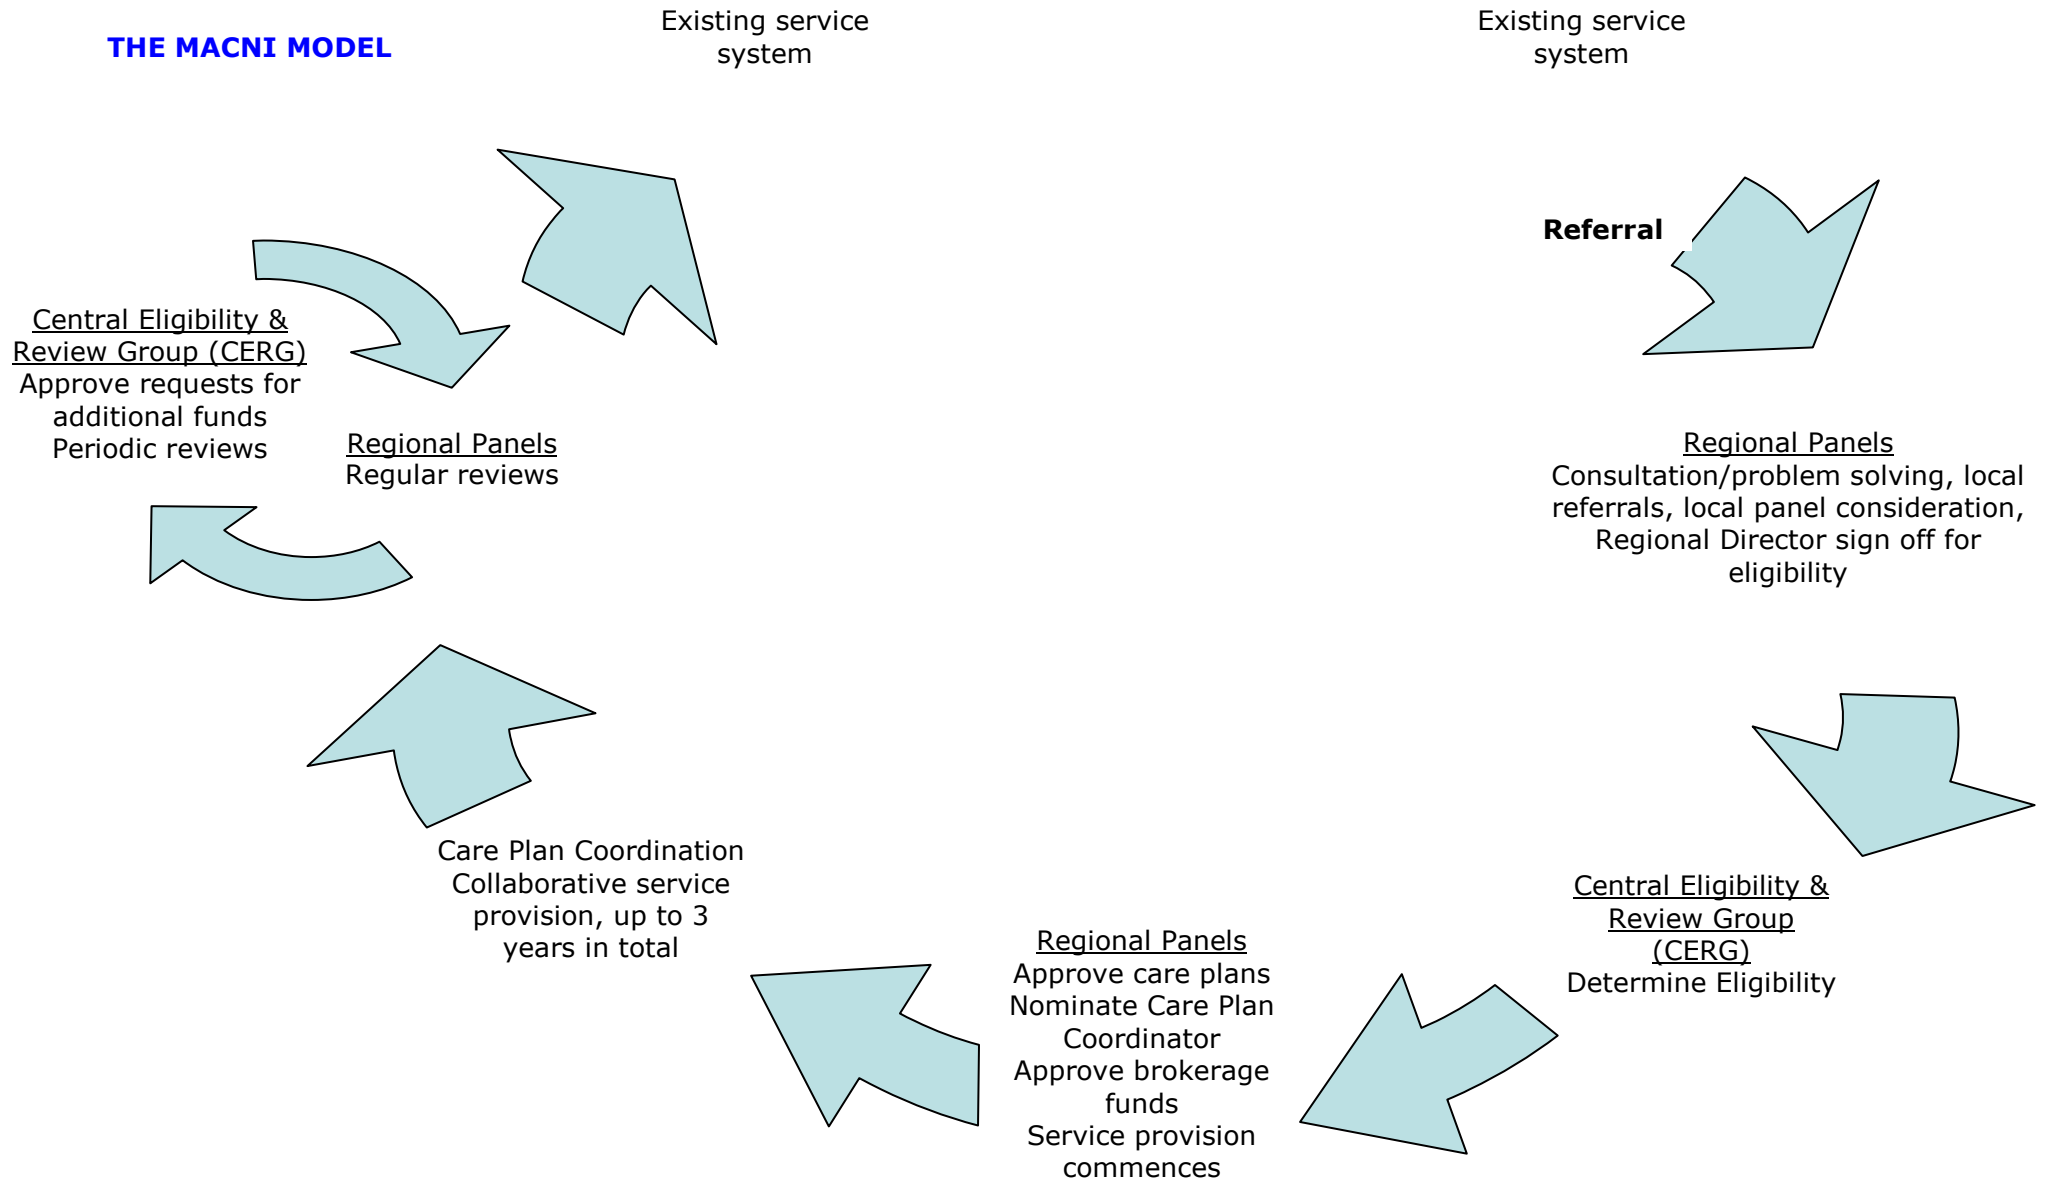 THE MACNI MODEL
Existing service
system
Existing service
system
Referral
Regional Panels
Consultation/problem solving, local
referrals, local panel consideration,
Regional Director sign off for
eligibility
Central Eligibility &
Review Group
(CERG)
Determine Eligibility
Regional Panels
Approve care plans
Nominate Care Plan
Coordinator
Approve brokerage
funds
Service provision
commences
Care Plan Coordination
Collaborative service
provision, up to 3
years in total
Regional Panels
Regular reviews
Central Eligibility &
Review Group (CERG)
Approve requests for
additional funds
Periodic reviews